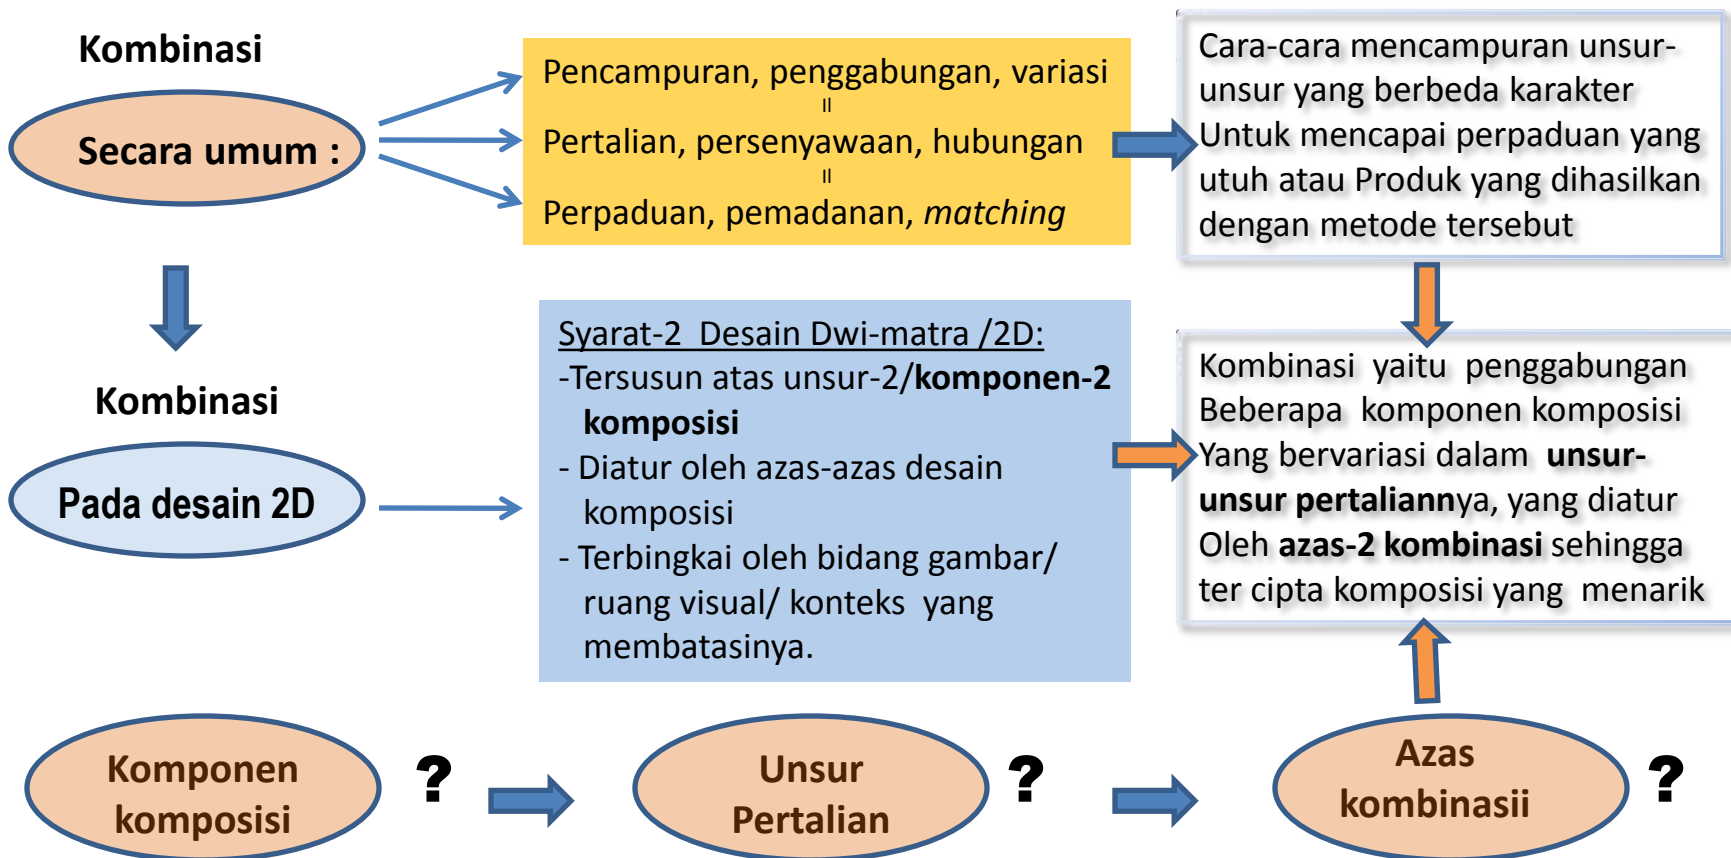 Kombinasi
Secara umum :
Pencampuran, penggabungan, variasi
=
Pertalian, persenyawaan, hubungan
=
Perpaduan, pemadanan, matching
Cara-cara mencampuran unsur-
unsur yang berbeda karakter
Untuk mencapai perpaduan yang
utuh atau Produk yang dihasilkan
dengan metode tersebut
Kombinasi
Pada desain 2D
Syarat-2 Desain Dwi-matra /2D:
-Tersusun atas unsur-2/komponen-2
komposisi
- Diatur oleh azas-azas desain
komposisi
- Terbingkai oleh bidang gambar/
ruang visual/ konteks yang
membatasinya.
Kombinasi yaitu penggabungan
Beberapa komponen komposisi
Yang bervariasi dalam unsur-
unsur pertaliannya, yang diatur
Oleh azas-2 kombinasi sehingga
ter cipta komposisi yang menarik
Komponen
komposisi
?
Unsur
Pertalian
?
Azas
kombinasii
?